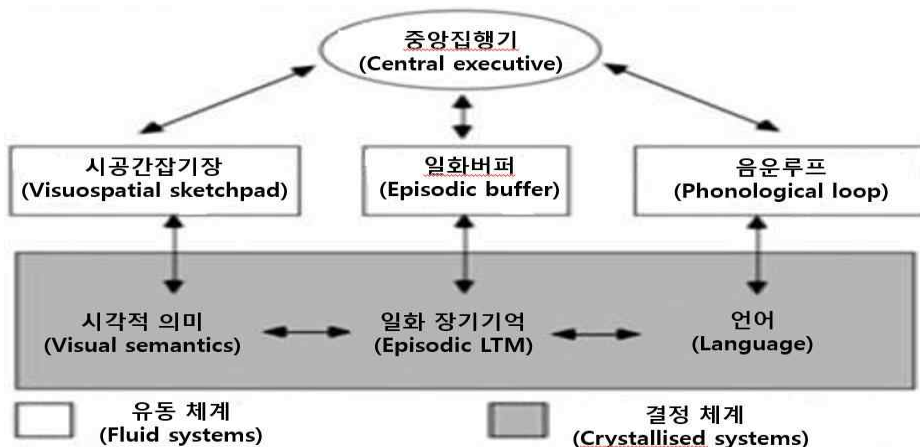 중앙집행기
(Central executive)
시공간잡기장
(Visuospatial sketchpad)
일화버퍼
(Episodic buffer)
음운루프
(Phonological loop)
시각적 의미
(Visual semantics)
일화 장기기억
(Episodic LTM)
언어
(Language)
유동 체계
(Fluid systems)
결정 체계
(Crystallised systems)